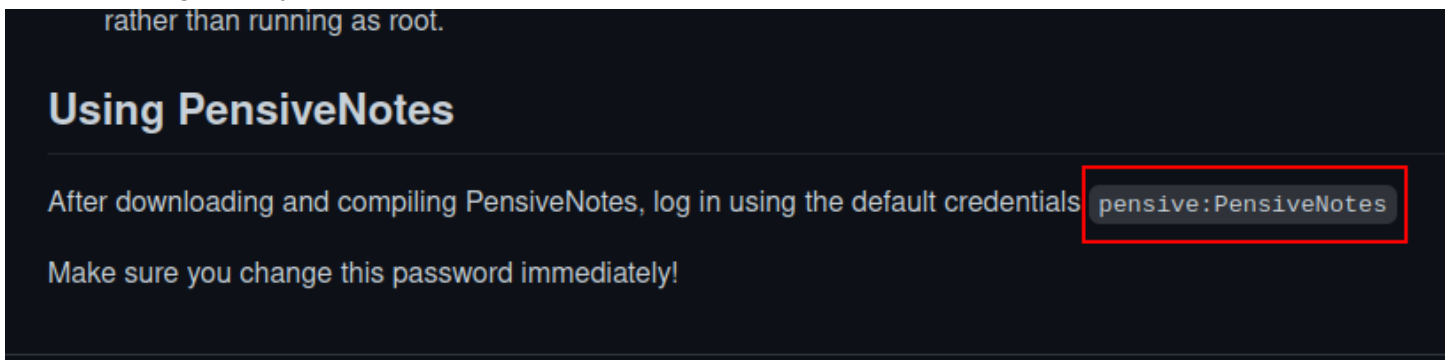 rather than running as root.
Using PensiveNotes
After downloading and compiling PensiveNotes, log in using the default credentials pensive:PensiveNotes
Make sure you change this password immediately!